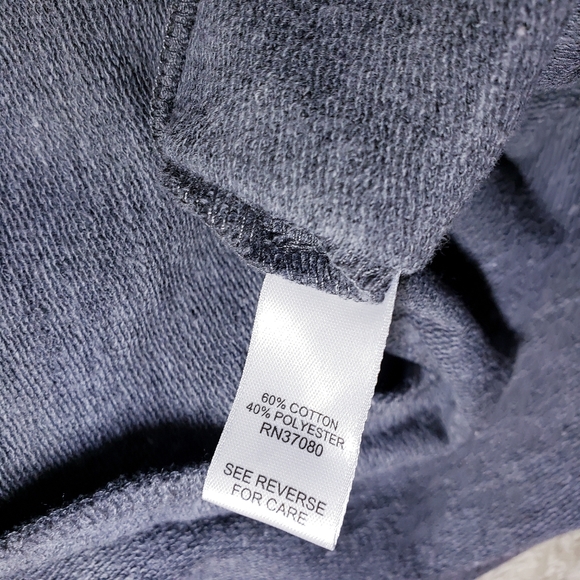 60% COTTON
40% POLYESTER
RN37080
SEE REVERSE
FOR CARE